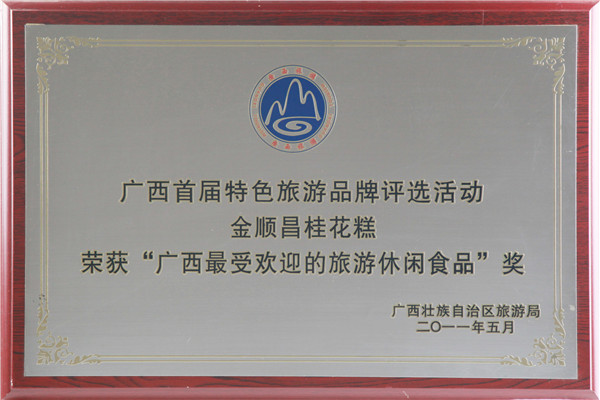 广西首届特色旅游品牌评选活动
金顺昌桂花糕
荣获“广西最受欢迎的旅游休闲食品”奖
广西壮族自治区旅游局
二〇一一年五月